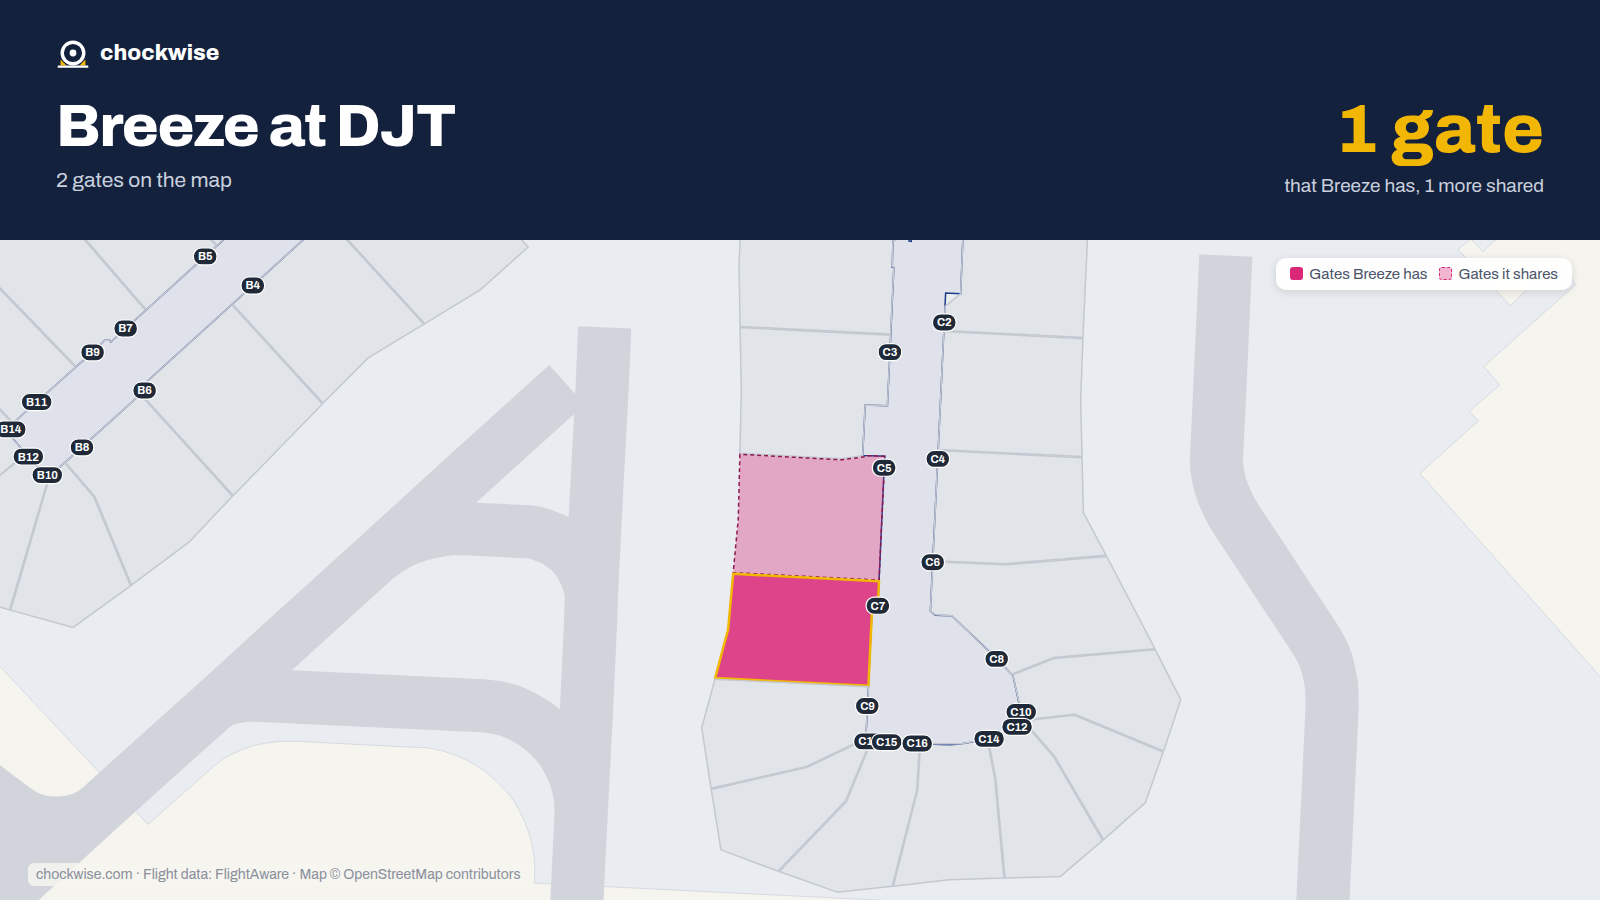 chockwise
Breeze at DJT
2 gates on the map
1 gate
that Breeze has, 1 more shared
Gates Breeze has
Gates it shares
B5
B4
B7
B9
B6
B11
B14
B8
B12
B10
C2
C3
C5
C4
C6
C7
C8
C9
C10
C12
C15
C16
C14
chockwise.com · Flight data: FlightAware · Map © OpenStreetMap contributors